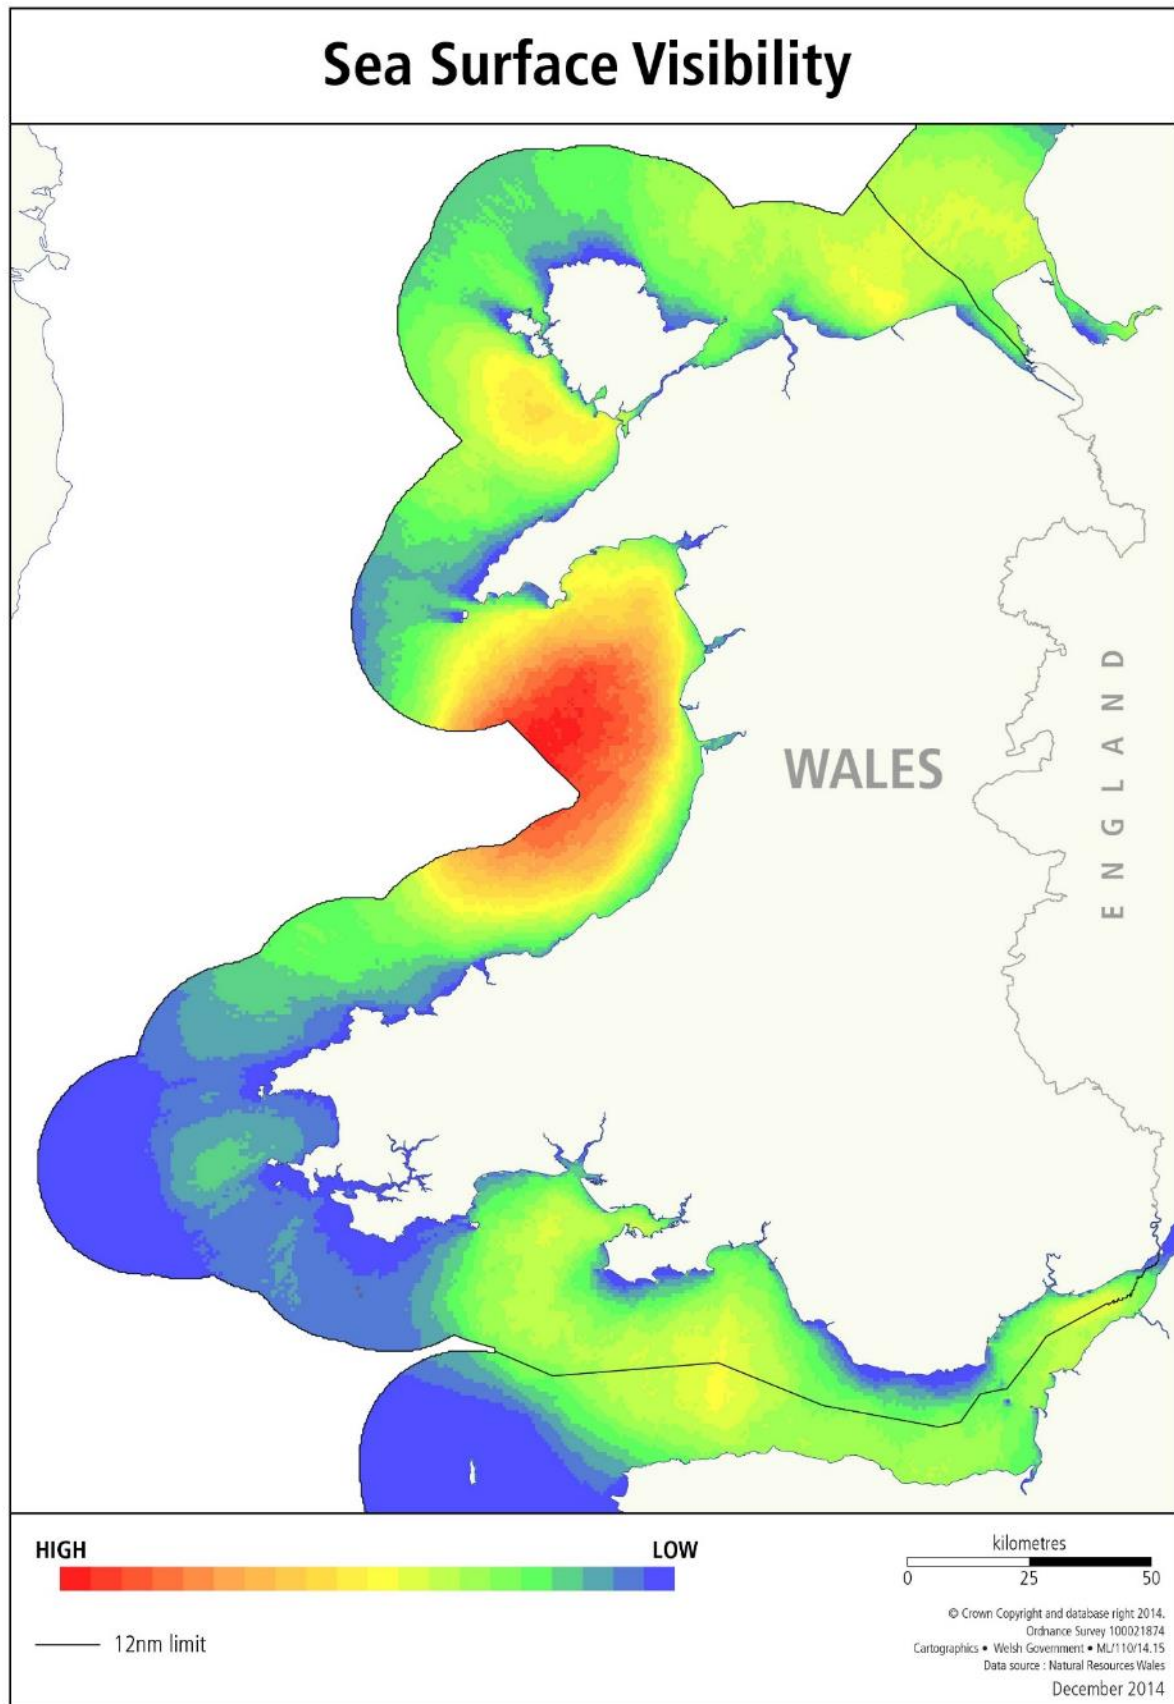 Sea Surface Visibility
WALES
ENGLAND
HIGH
LOW
12nm limit
kilometres
0 25 50
© Crown Copyright and database right 2014.
Ordnance Survey 100021874
Cartographics • Welsh Government • ML/110/14.15
Data source : Natural Resources Wales
December 2014